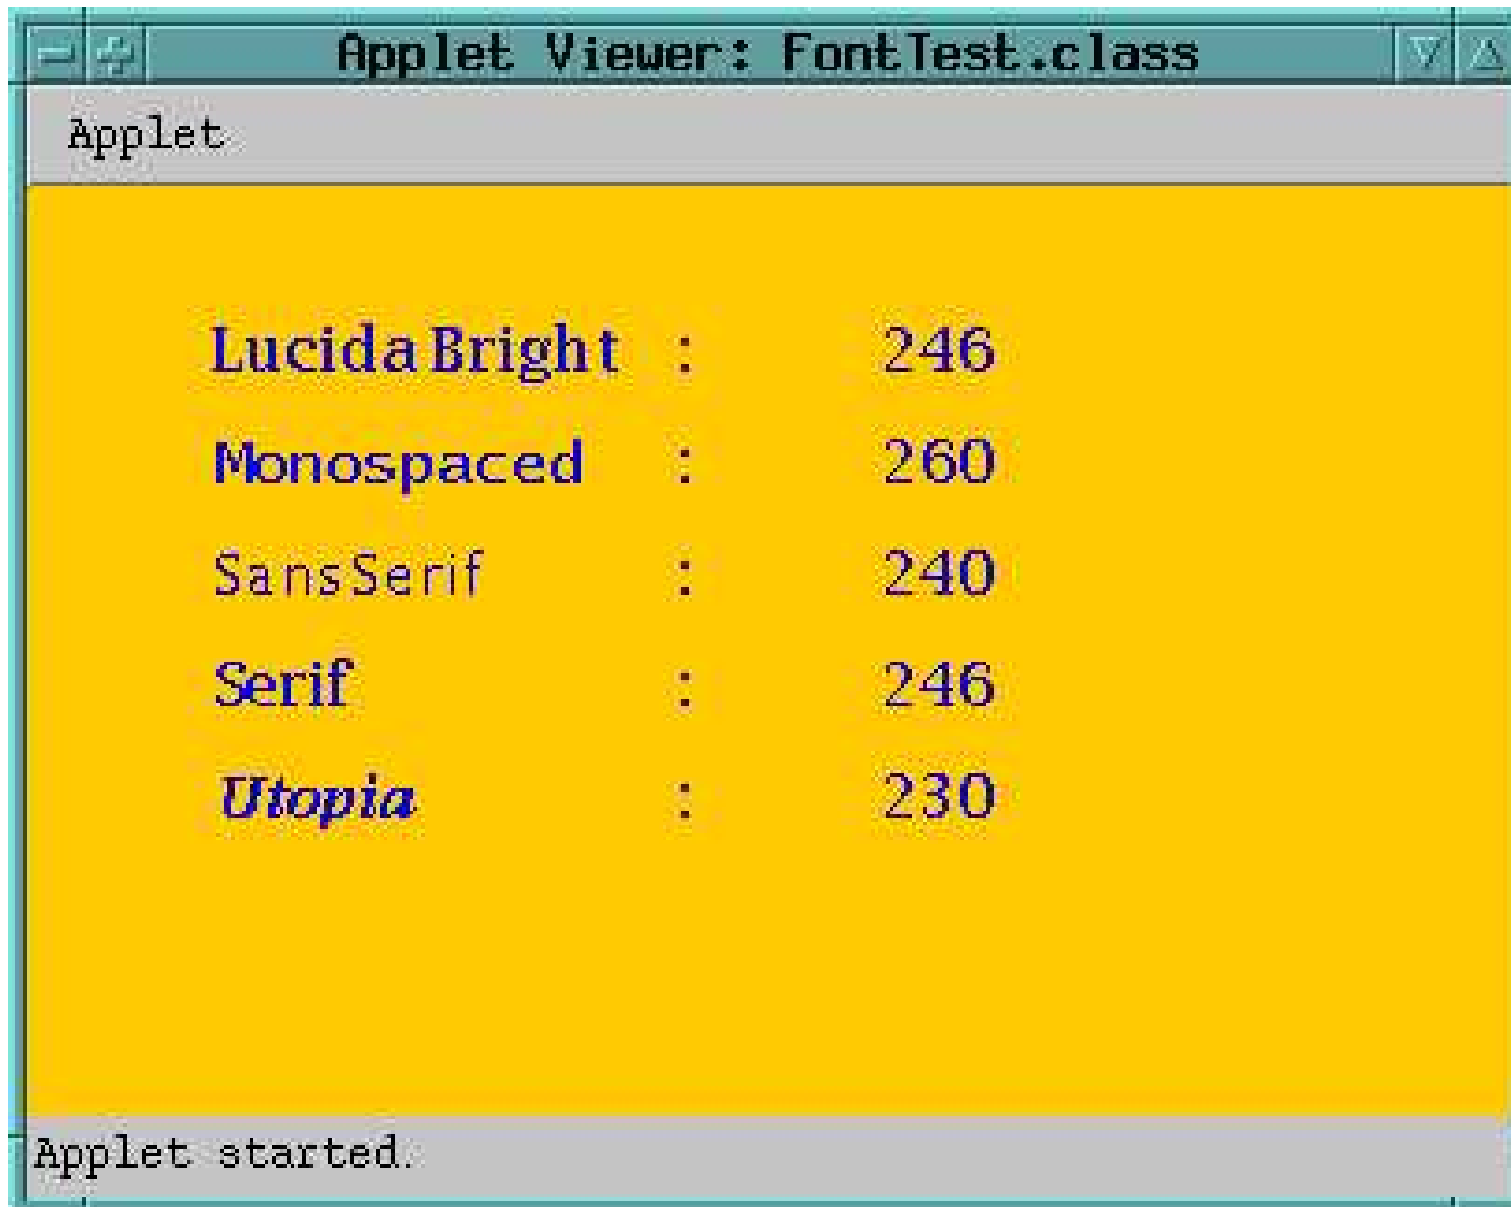 Applet Viewer: FontTest.class
Applet
Lucida Bright : 246
Monospaced : 260
SansSerif : 240
Serif : 246
Utopia : 230
Applet started.